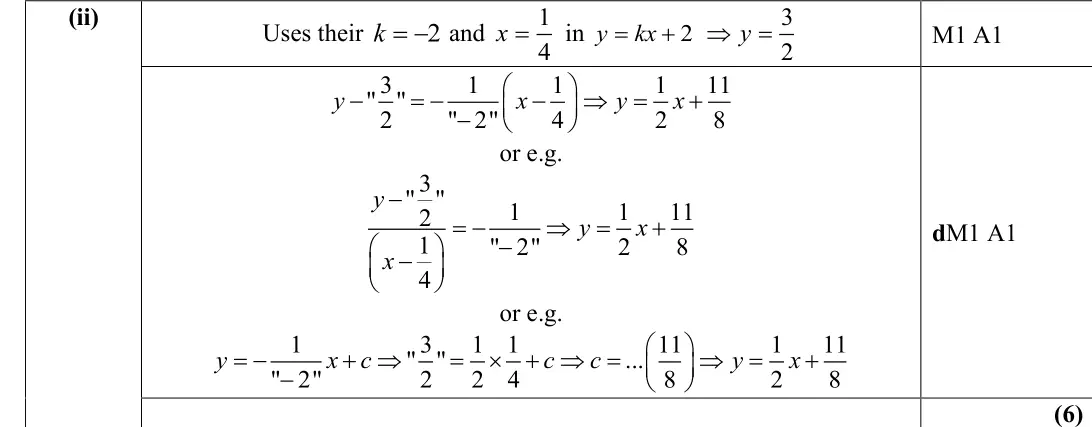 (ii) Uses their k = −2 and x = 1/4 in y = kx + 2 ⇒ y = 3/2 M1 A1
y − "3/2" = − 1/"− 2" (x − 1/4) ⇒ y = 1/2 x + 11/8
or e.g.
(y − "3/2")/(x − 1/4) = − 1/"− 2" ⇒ y = 1/2 x + 11/8 dM1 A1
or e.g.
y = − 1/"− 2" x + c ⇒ "3/2" = 1/2 × 1/4 + c ⇒ c = ...(11/8) ⇒ y = 1/2 x + 11/8
(6)